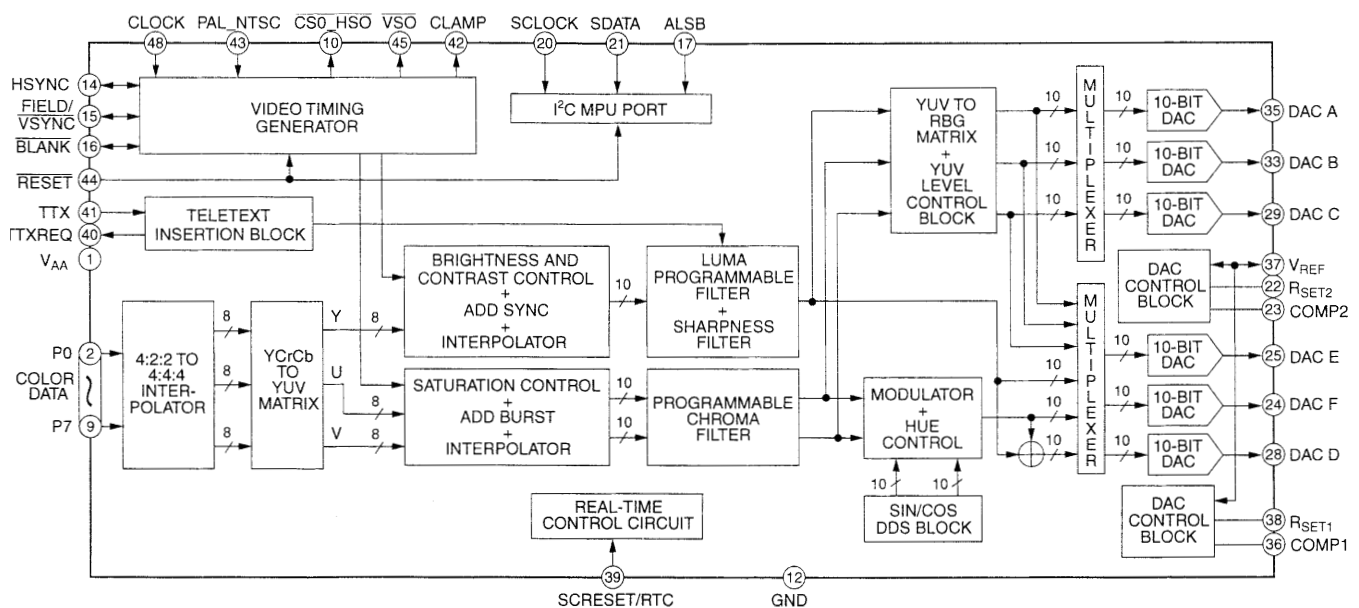 CLOCK PAL_NTSC CSO_HSO VSO CLAMP SCLOCK SDATA ALSB
48 43 10 45 42 20 21 17
HSYNC 14
FIELD/
VSYNC 15
BLANK 16
RESET 44
TTX 41
TTXREQ 40
VAA 1
VIDEO TIMING
GENERATOR
I2C MPU PORT
TELETEXT
INSERTION BLOCK
BRIGHTNESS AND
CONTRAST CONTROL
+
ADD SYNC
+
INTERPOLATOR
10
LUMA
PROGRAMMABLE
FILTER
+
SHARPNESS
FILTER
YUV TO
RBG
MATRIX
+
YUV
LEVEL
CONTROL
BLOCK
10
10
10
MULTIPLEXER
10
10
10
10-BIT
DAC
35 DAC A
10-BIT
DAC
33 DAC B
10-BIT
DAC
29 DAC C
DAC
CONTROL
BLOCK
37 VREF
22 RSET2
23 COMP2
P0 2
COLOR
DATA
P7 9
4:2:2 TO
4:4:4
INTER-
POLATOR
8
8
8
YCrCb
TO
YUV
MATRIX
Y 8
U 8
V 8
SATURATION CONTROL
+
ADD BURST
+
INTERPOLATOR
10
10
PROGRAMMABLE
CHROMA
FILTER
MODULATOR
+
HUE
CONTROL
10
10
SIN/COS
DDS BLOCK
10
10
10
MULTIPLEXER
10
10
10
10-BIT
DAC
25 DAC E
10-BIT
DAC
24 DAC F
10-BIT
DAC
28 DAC D
DAC
CONTROL
BLOCK
38 RSET1
36 COMP1
REAL-TIME
CONTROL CIRCUIT
39
SCRESET/RTC
12
GND